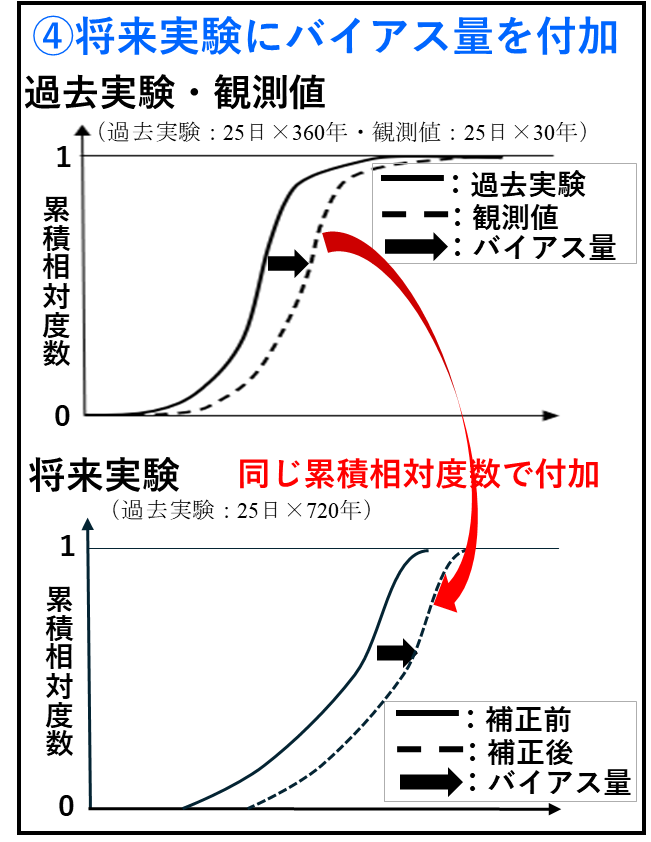 ④将来実験にバイアス量を付加
過去実験・観測値
（過去実験：25日×360年・観測値：25日×30年）
1
累積相対度数
0
：過去実験
：観測値
：バイアス量
将来実験
同じ累積相対度数で付加
（過去実験：25日×720年）
1
累積相対度数
0
：補正前
：補正後
：バイアス量